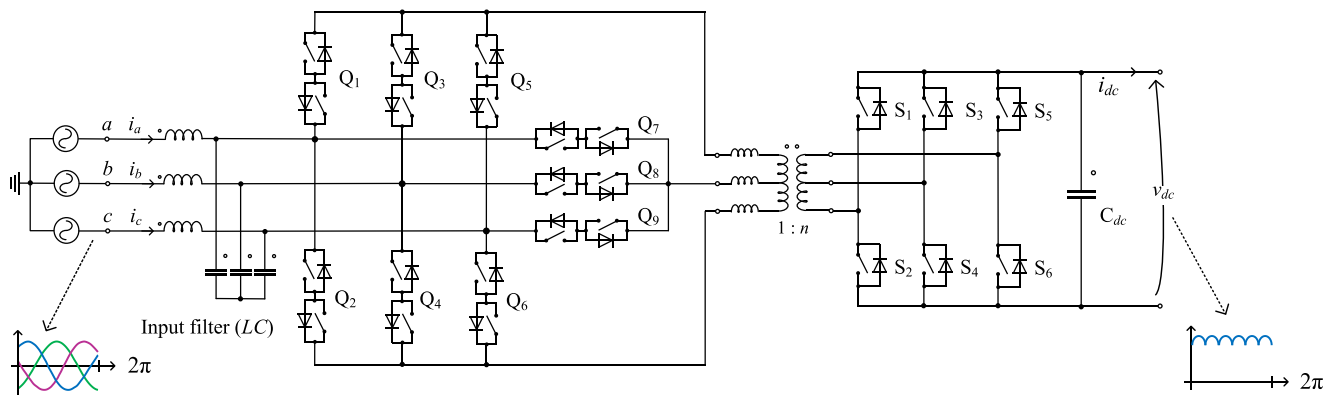 Q1
Q3
Q5
a
ia
b
ib
c
ic
Q7
Q8
Q9
Q2
Q4
Q6
Input filter (LC)
2π
1 : n
S1
S3
S5
S2
S4
S6
idc
vdc
Cdc
2π